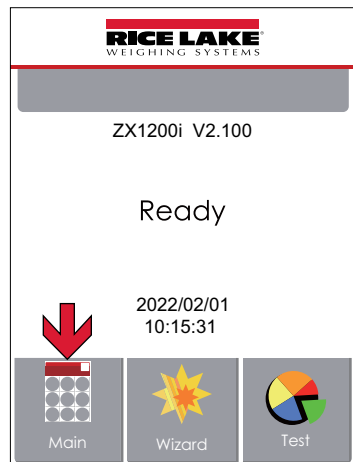 RICE LAKE
WEIGHING SYSTEMS
ZX1200i V2.100
Ready
2022/02/01
10:15:31
Main
Wizard
Test